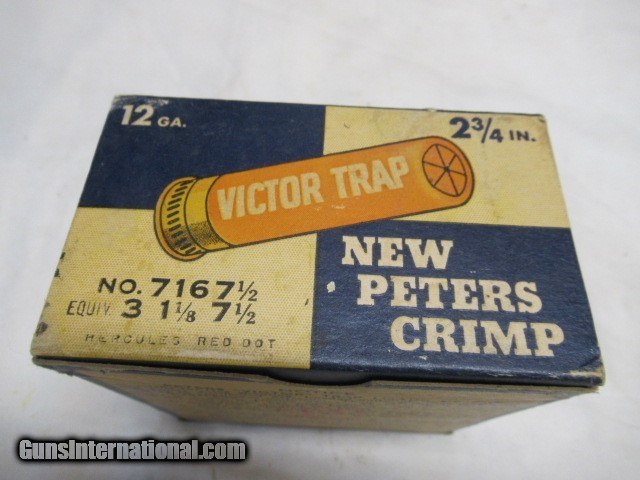 12 GA.
2¾ IN.
VICTOR TRAP
NEW
PETERS
CRIMP
NO. 7167½
EQUIV. 3 1⅛ 7½
HERCULES RED DOT
GunsInternational.com